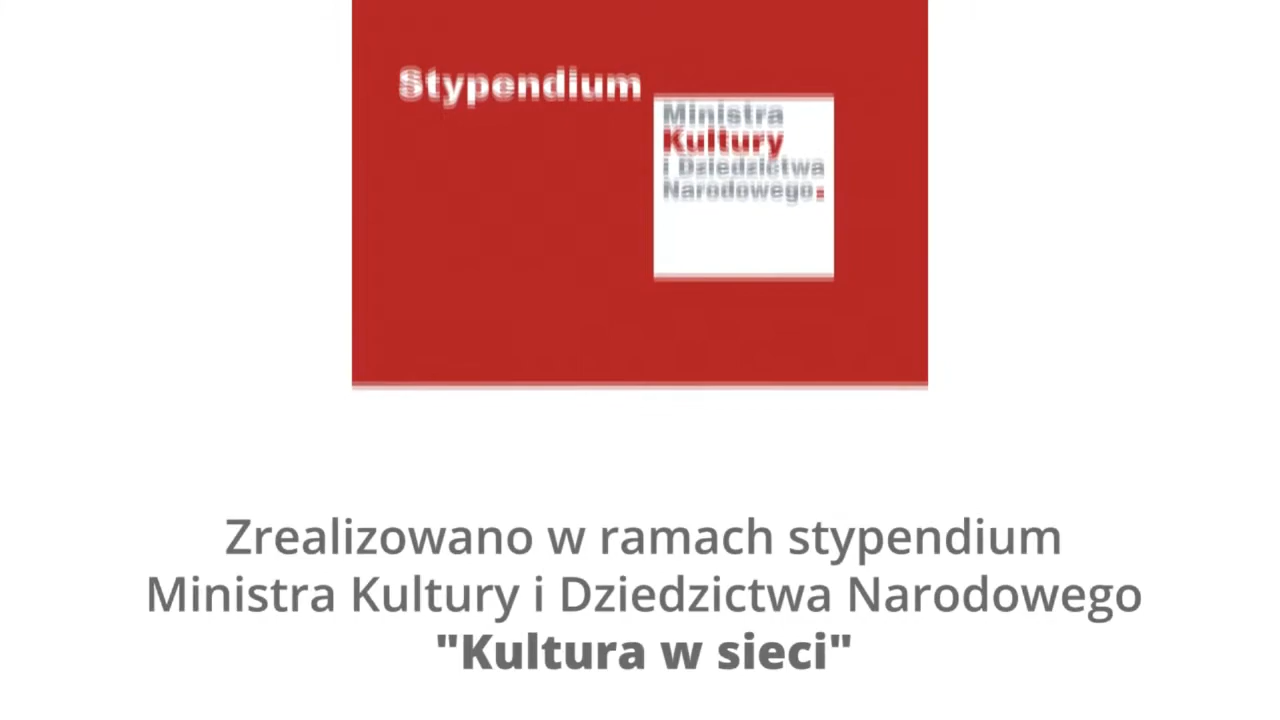 Stypendium
Ministra
Kultury
i Dziedzictwa
Narodowego:
Zrealizowano w ramach stypendium
Ministra Kultury i Dziedzictwa Narodowego
"Kultura w sieci"